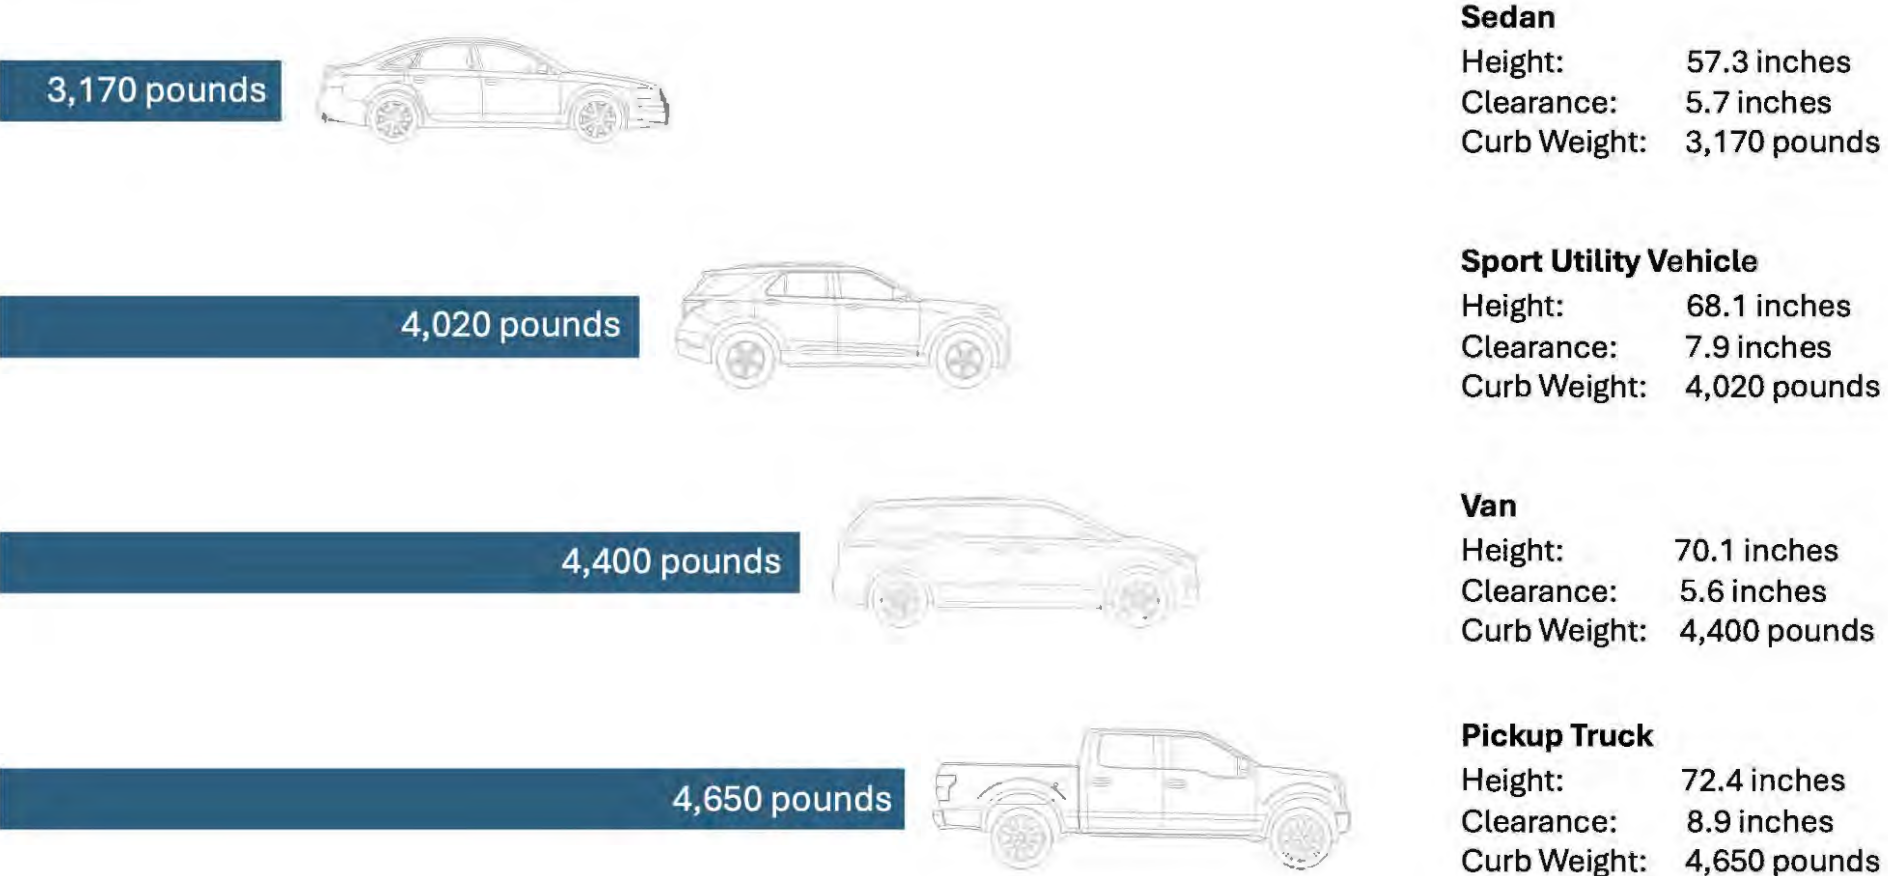 3,170 pounds
Sedan
Height: 57.3 inches
Clearance: 5.7 inches
Curb Weight: 3,170 pounds
4,020 pounds
Sport Utility Vehicle
Height: 68.1 inches
Clearance: 7.9 inches
Curb Weight: 4,020 pounds
4,400 pounds
Van
Height: 70.1 inches
Clearance: 5.6 inches
Curb Weight: 4,400 pounds
4,650 pounds
Pickup Truck
Height: 72.4 inches
Clearance: 8.9 inches
Curb Weight: 4,650 pounds